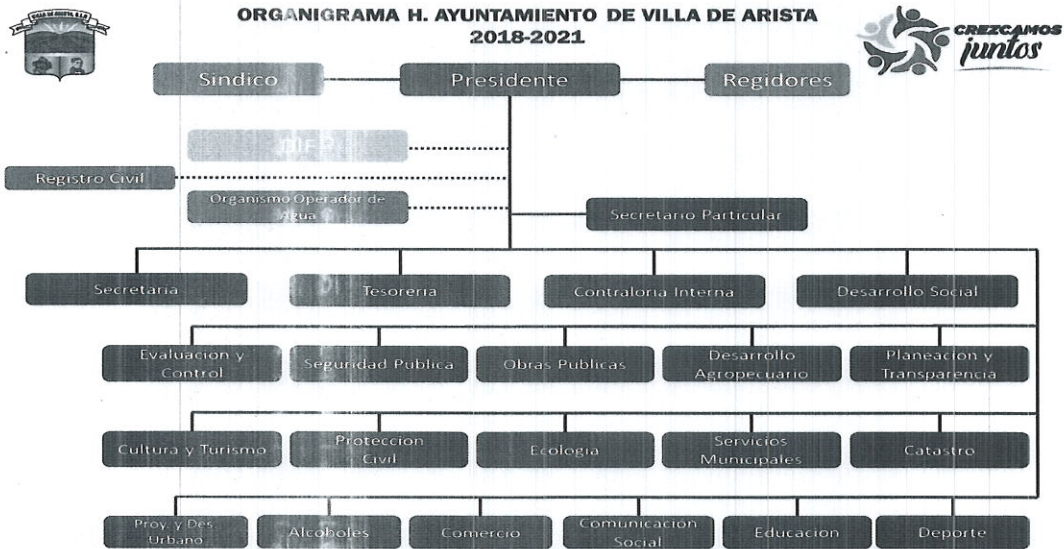 ORGANIGRAMA H. AYUNTAMIENTO DE VILLA DE ARISTA
2018-2021
CREZCAMOS
juntos
Sindico
Presidente
Regidores
DIF
Registro Civil
Organismo Operador de
Agua
Secretario Particular
Secretaria
Tesoreria
Contraloria Interna
Desarrollo Social
Evaluacion y
Control
Seguridad Publica
Obras Publicas
Desarrollo
Agropecuario
Planeacion y
Transparencia
Cultura y Turismo
Proteccion
Civil
Ecologia
Servicios
Municipales
Catastro
Proy. y Des
Urbano
Alcoholes
Comercio
Comunicacion
Social
Educacion
Deporte